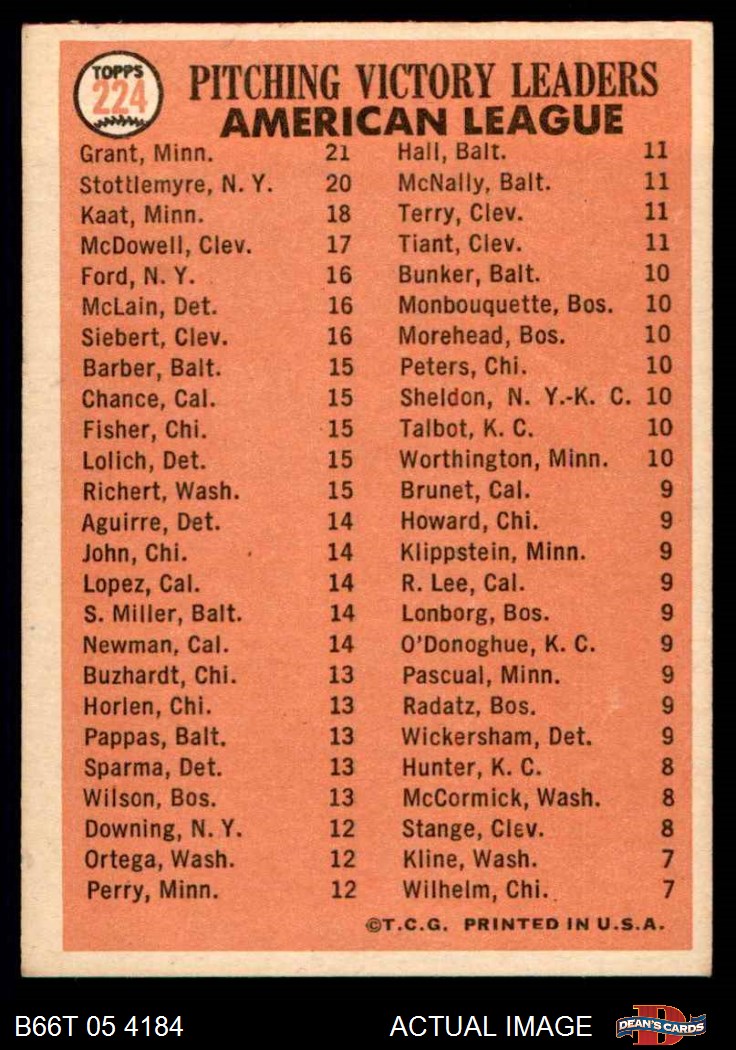 TOPPS
224
PITCHING VICTORY LEADERS
AMERICAN LEAGUE
Grant, Minn. 21
Stottlemyre, N. Y. 20
Kaat, Minn. 18
McDowell, Clev. 17
Ford, N. Y. 16
McLain, Det. 16
Siebert, Clev. 16
Barber, Balt. 15
Chance, Cal. 15
Fisher, Chi. 15
Lolich, Det. 15
Richert, Wash. 15
Aguirre, Det. 14
John, Chi. 14
Lopez, Cal. 14
S. Miller, Balt. 14
Newman, Cal. 14
Buzhardt, Chi. 13
Horlen, Chi. 13
Pappas, Balt. 13
Sparma, Det. 13
Wilson, Bos. 13
Downing, N. Y. 12
Ortega, Wash. 12
Perry, Minn. 12
Hall, Balt. 11
McNally, Balt. 11
Terry, Clev. 11
Tiant, Clev. 11
Bunker, Balt. 10
Monbouquette, Bos. 10
Morehead, Bos. 10
Peters, Chi. 10
Sheldon, N. Y.-K. C. 10
Talbot, K. C. 10
Worthington, Minn. 10
Brunet, Cal. 9
Howard, Chi. 9
Klippstein, Minn. 9
R. Lee, Cal. 9
Lonborg, Bos. 9
O'Donoghue, K. C. 9
Pascual, Minn. 9
Radatz, Bos. 9
Wickersham, Det. 9
Hunter, K. C. 8
McCormick, Wash. 8
Stange, Clev. 8
Kline, Wash. 7
Wilhelm, Chi. 7
©T.C.G. PRINTED IN U.S.A.
B66T 05 4184 ACTUAL IMAGE
D
DEAN'S CARDS